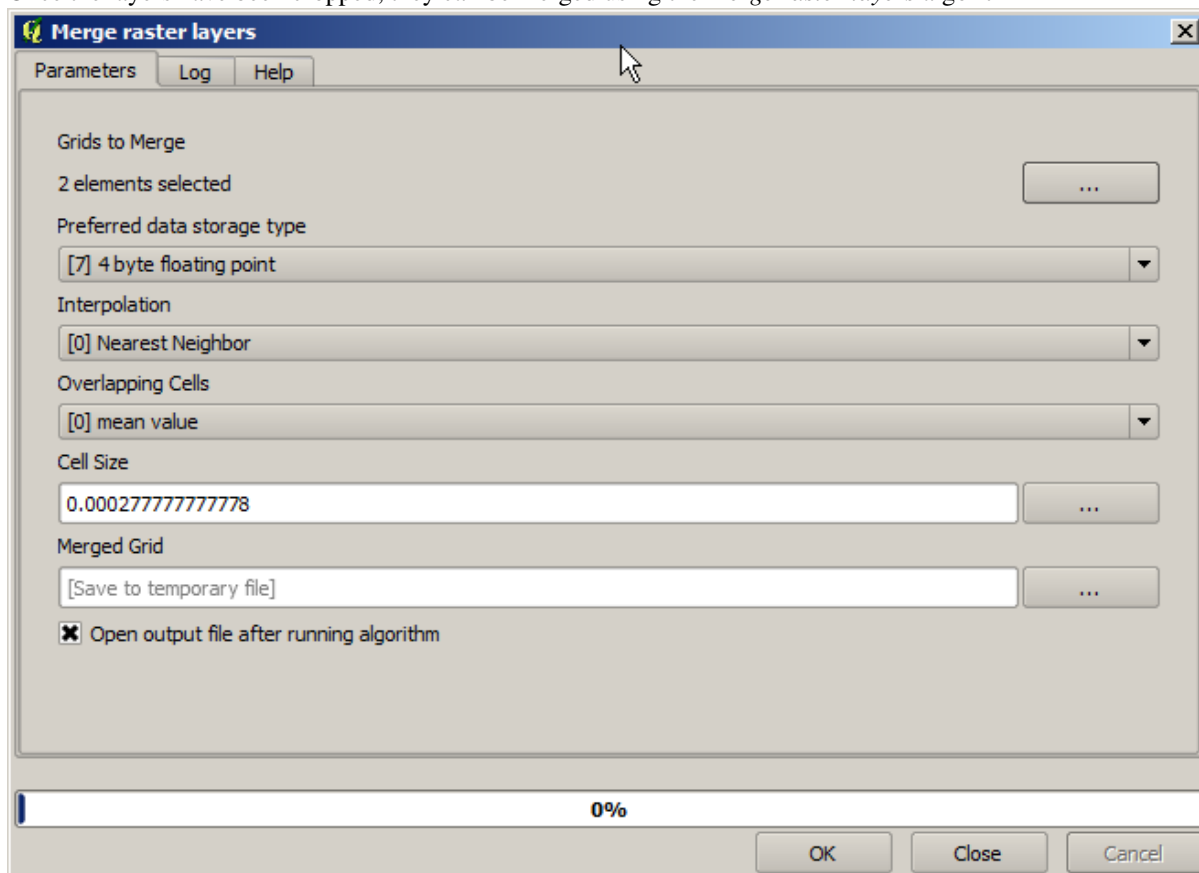 Merge raster layers
Parameters Log Help
Grids to Merge
2 elements selected
...
Preferred data storage type
[7] 4 byte floating point
Interpolation
[0] Nearest Neighbor
Overlapping Cells
[0] mean value
Cell Size
0.000277777777778
...
Merged Grid
[Save to temporary file]
...
Open output file after running algorithm
0%
OK Close Cancel